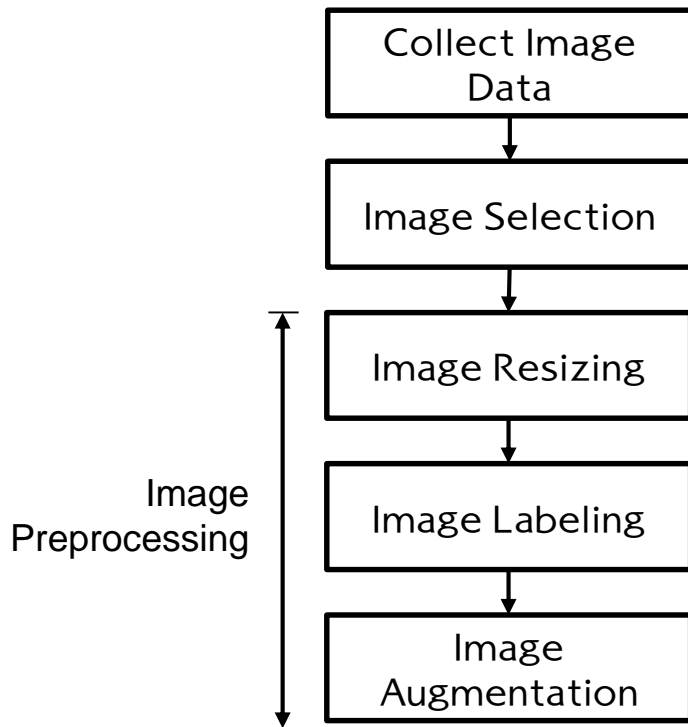 Collect Image
Data
Image Selection
Image Resizing
Image Labeling
Image
Preprocessing
Image
Augmentation